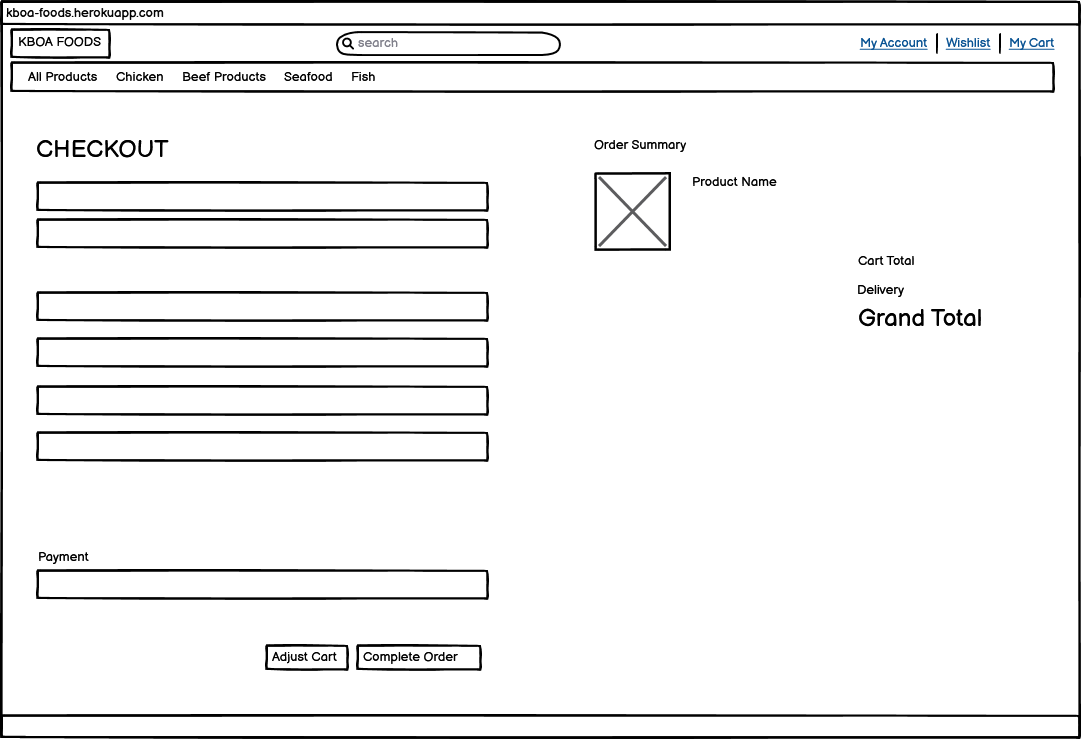 kboa-foods.herokuapp.com
KBOA FOODS
search
My Account
Wishlist
My Cart
All Products
Chicken
Beef Products
Seafood
Fish
CHECKOUT
Order Summary
Product Name
Cart Total
Delivery
Grand Total
Payment
Adjust Cart
Complete Order